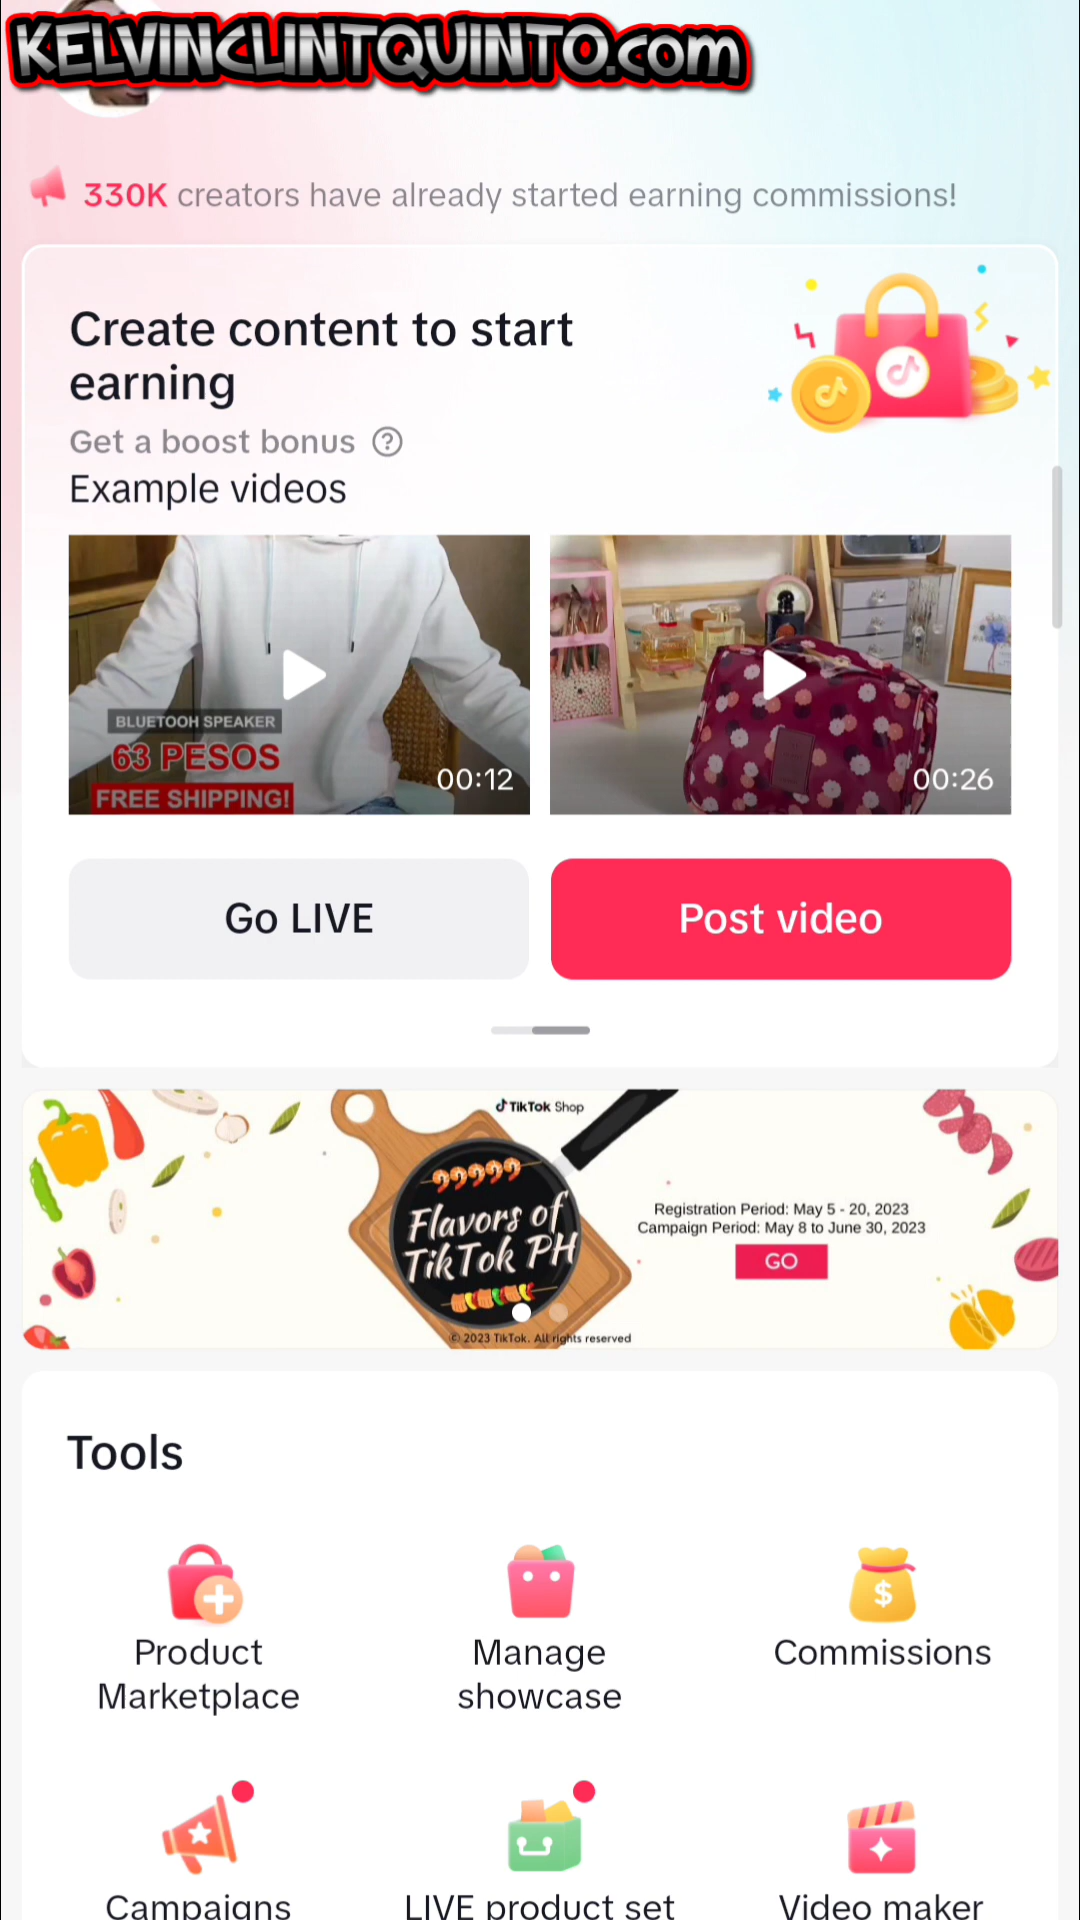 KELVINCLINTQUINTO.com
330K creators have already started earning commissions!
Create content to start
earning
Get a boost bonus ?
Example videos
BLUETOOH SPEAKER
63 PESOS
FREE SHIPPING!
00:12
00:26
Go LIVE
Post video
TikTok Shop
Flavors of
TikTok PH
Registration Period: May 5 - 20, 2023
Campaign Period: May 8 to June 30, 2023
GO
© 2023 TikTok. All rights reserved
Tools
Product
Marketplace
Manage
showcase
Commissions
$
Campaigns
LIVE product set
Video maker